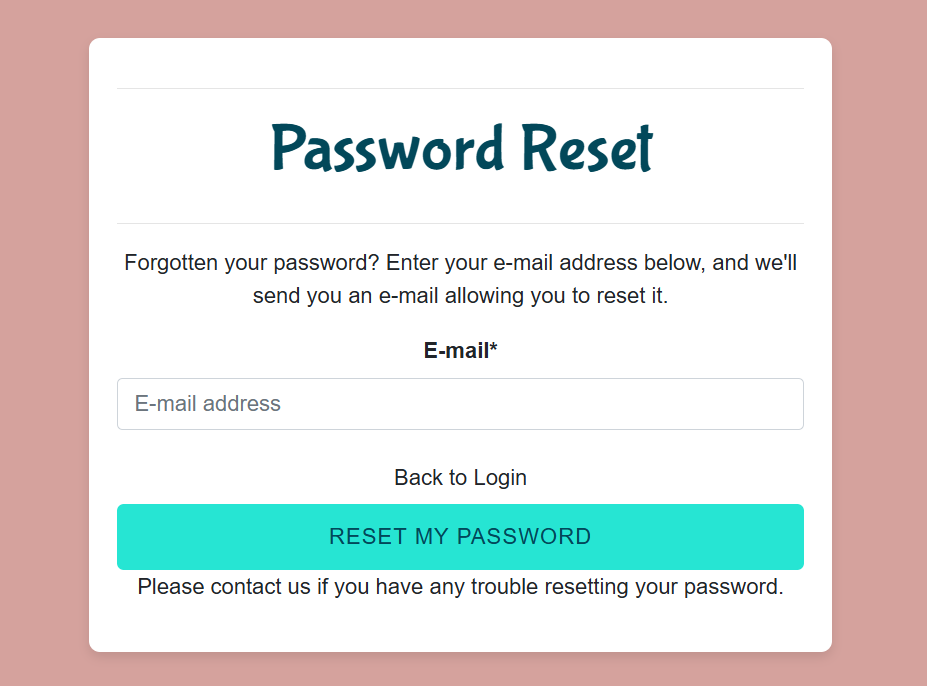 Password Reset
Forgotten your password? Enter your e-mail address below, and we'll
send you an e-mail allowing you to reset it.
E-mail*
E-mail address
Back to Login
RESET MY PASSWORD
Please contact us if you have any trouble resetting your password.